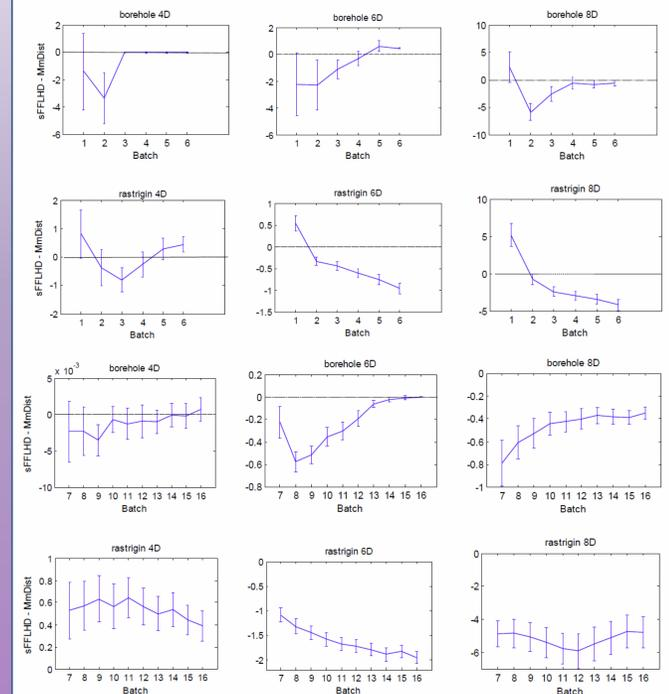 borehole 4D
borehole 6D
borehole 8D
sFFLHD - MmDist
2
0
-2
-4
-6
1 2 3 4 5 6
Batch
2
0
-2
-4
-6
1 2 3 4 5 6
Batch
10
5
0
-5
-10
1 2 3 4 5 6
Batch
rastrigin 4D
rastrigin 6D
rastrigin 8D
sFFLHD - MmDist
2
1
0
-1
-2
1 2 3 4 5 6
Batch
1
0.5
0
-0.5
-1
-1.5
1 2 3 4 5 6
Batch
10
5
0
-5
1 2 3 4 5 6
Batch
borehole 4D
borehole 6D
borehole 8D
sFFLHD - MmDist
x 10-3
5
0
-5
-10
7 8 9 10 11 12 13 14 15 16
Batch
0.2
0
-0.2
-0.4
-0.6
-0.8
7 8 9 10 11 12 13 14 15 16
Batch
0
-0.2
-0.4
-0.6
-0.8
-1
7 8 9 10 11 12 13 14 15 16
Batch
rastrigin 4D
rastrigin 6D
rastrigin 8D
sFFLHD - MmDist
1
0.8
0.6
0.4
0.2
0
7 8 9 10 11 12 13 14 15 16
Batch
0
-0.5
-1
-1.5
-2
7 8 9 10 11 12 13 14 15 16
Batch
0
-2
-4
-6
7 8 9 10 11 12 13 14 15 16
Batch